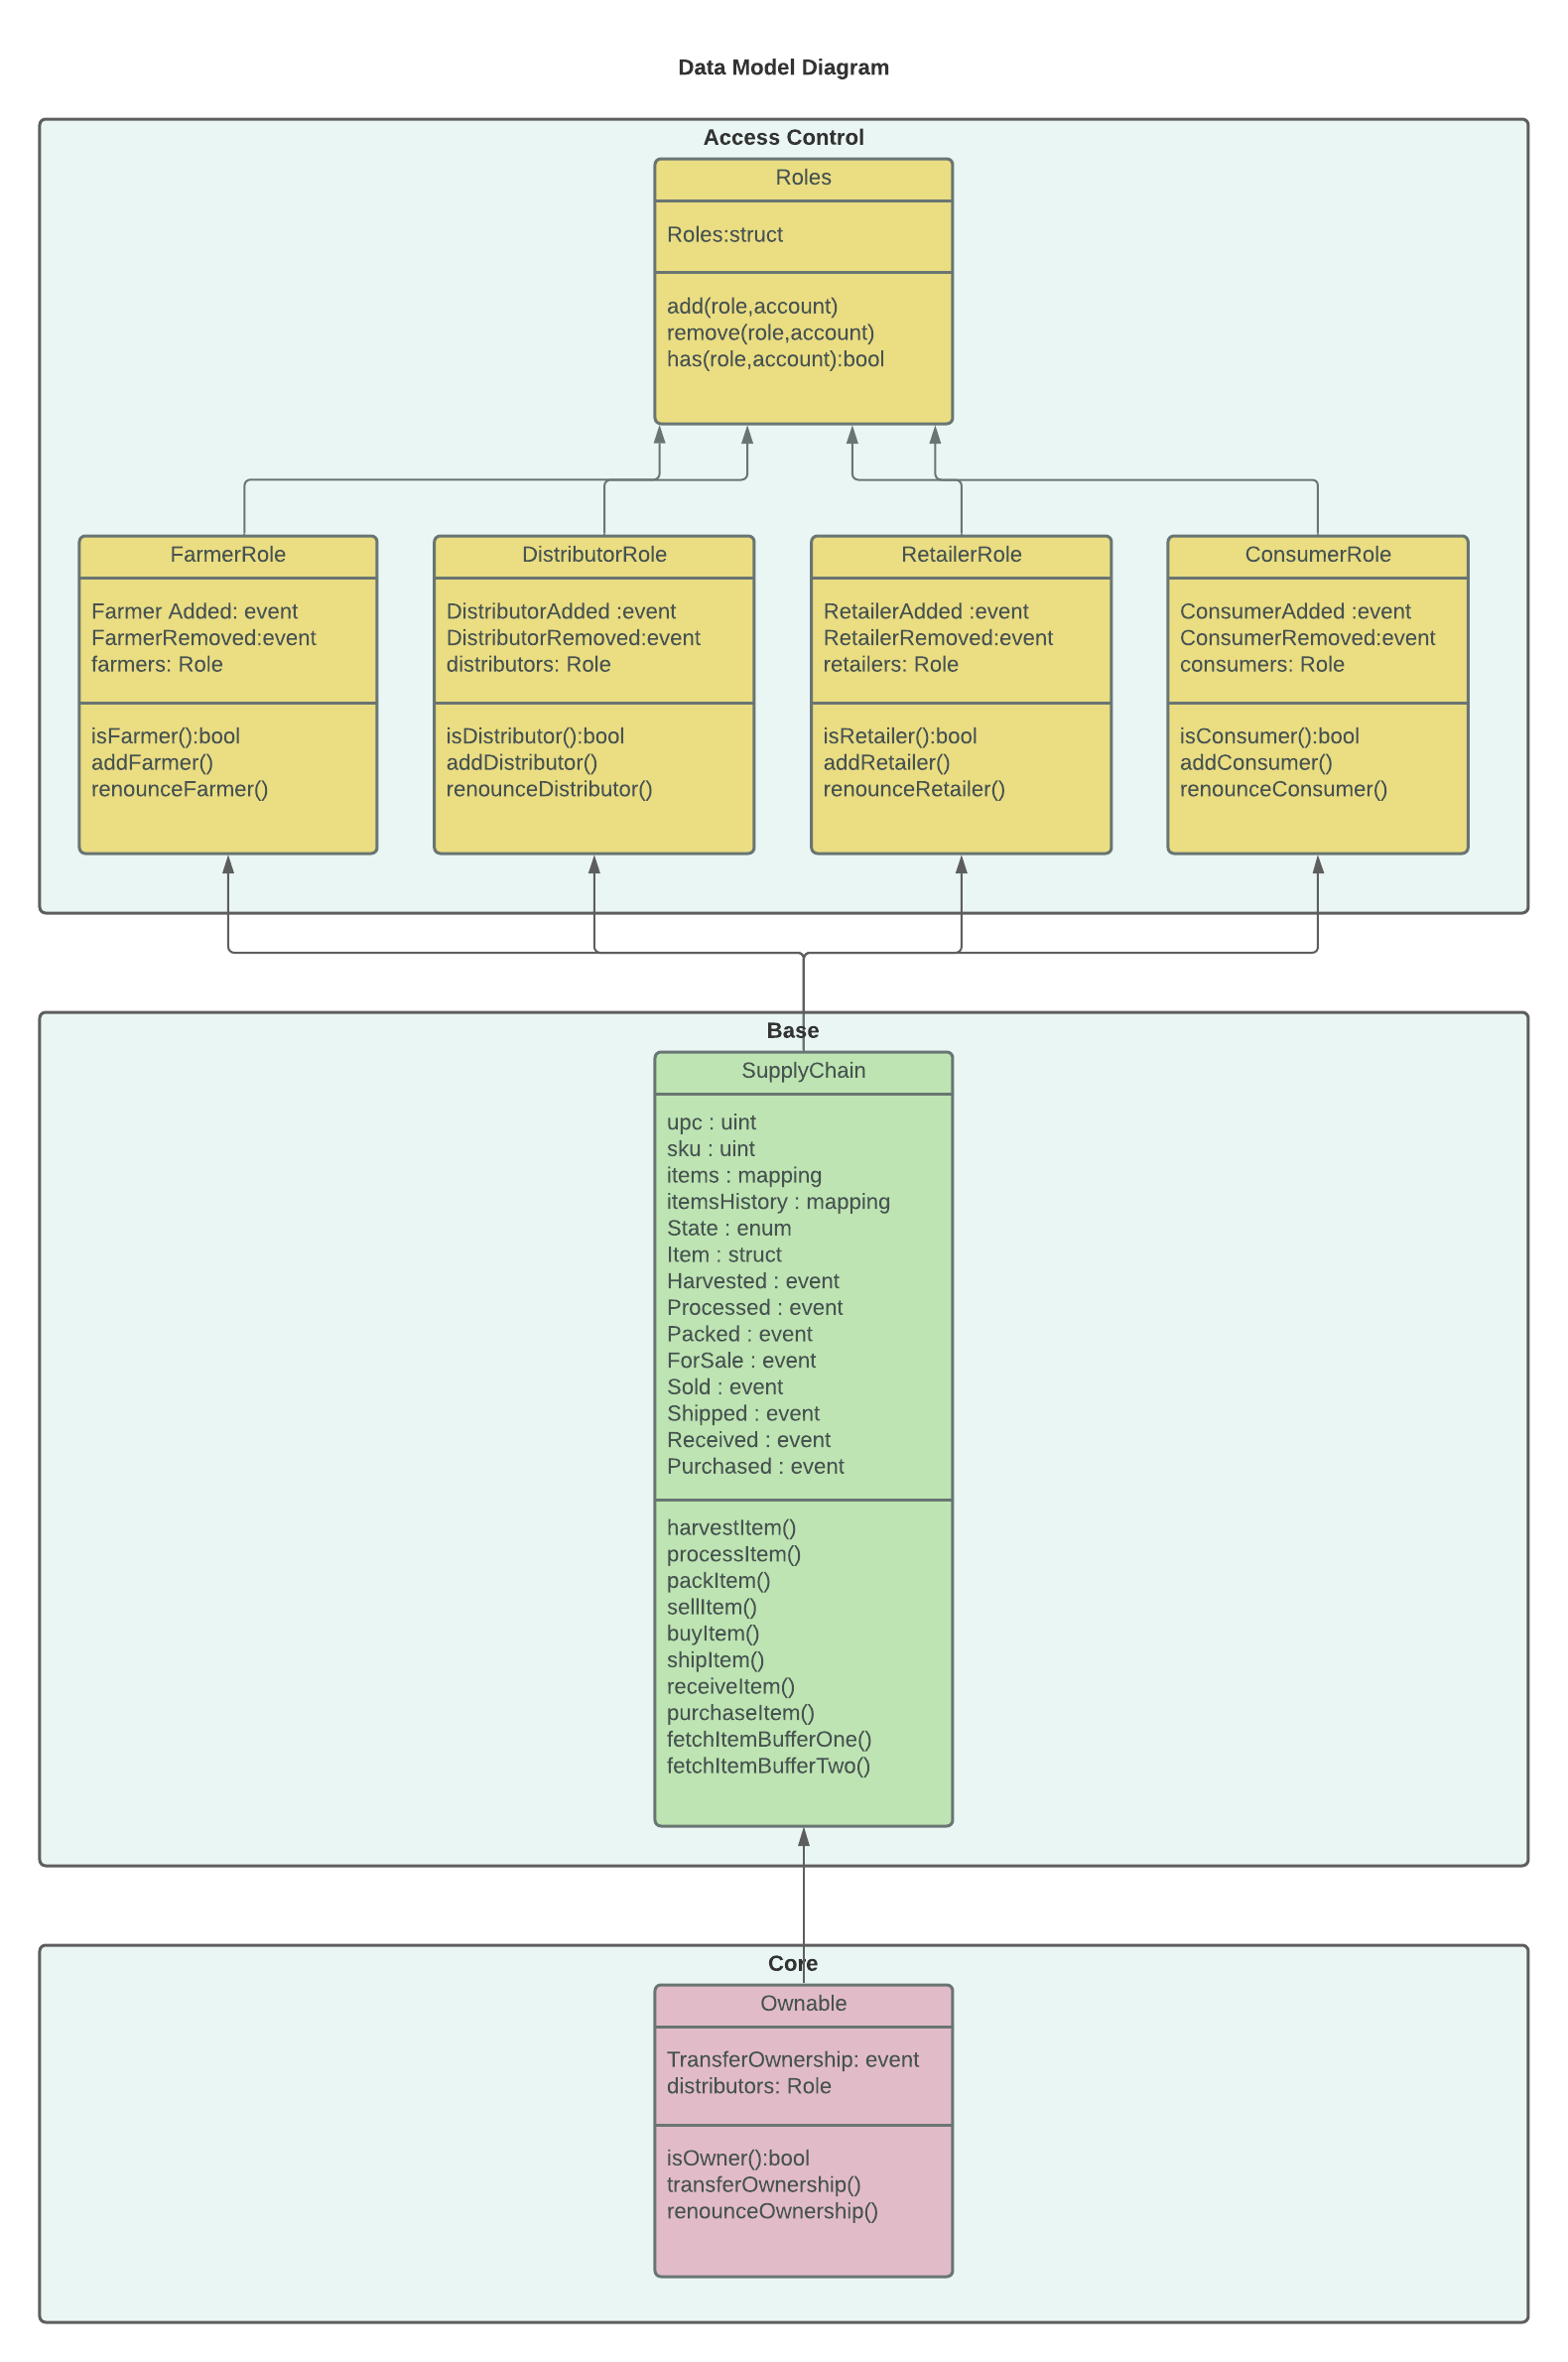 Data Model Diagram
Access Control
Roles
Roles:struct
add(role,account)
remove(role,account)
has(role,account):bool
FarmerRole
Farmer Added: event
FarmerRemoved:event
farmers: Role
isFarmer():bool
addFarmer()
renounceFarmer()
DistributorRole
DistributorAdded :event
DistributorRemoved:event
distributors: Role
isDistributor():bool
addDistributor()
renounceDistributor()
RetailerRole
RetailerAdded :event
RetailerRemoved:event
retailers: Role
isRetailer():bool
addRetailer()
renounceRetailer()
ConsumerRole
ConsumerAdded :event
ConsumerRemoved:event
consumers: Role
isConsumer():bool
addConsumer()
renounceConsumer()
Base
SupplyChain
upc : uint
sku : uint
items : mapping
itemsHistory : mapping
State : enum
Item : struct
Harvested : event
Processed : event
Packed : event
ForSale : event
Sold : event
Shipped : event
Received : event
Purchased : event
harvestItem()
processItem()
packItem()
sellItem()
buyItem()
shipItem()
receiveItem()
purchaseItem()
fetchItemBufferOne()
fetchItemBufferTwo()
Core
Ownable
TransferOwnership: event
distributors: Role
isOwner():bool
transferOwnership()
renounceOwnership()